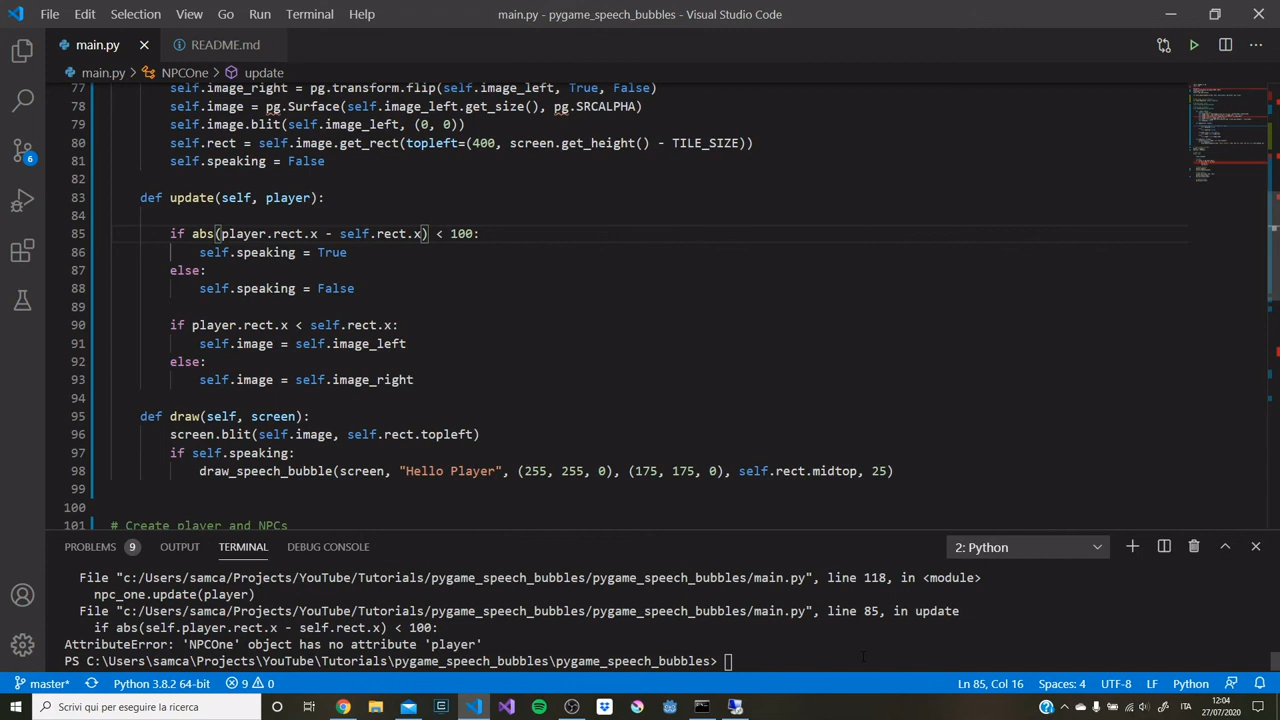 File Edit Selection View Go Run Terminal Help main.py - pygame_speech_bubbles - Visual Studio Code
main.py README.md
main.py NPCOne update
77 self.image_right = pg.transform.flip(self.image_left, True, False)
78 self.image = pg.Surface(self.image_left.get_size(), pg.SRCALPHA)
79 self.image.blit(self.image_left, (0, 0))
80 self.rect = self.image.get_rect(topleft=(400, screen.get_height() - TILE_SIZE))
81 self.speaking = False
82
83 def update(self, player):
84
85 if abs(player.rect.x - self.rect.x) < 100:
86 self.speaking = True
87 else:
88 self.speaking = False
89
90 if player.rect.x < self.rect.x:
91 self.image = self.image_left
92 else:
93 self.image = self.image_right
94
95 def draw(self, screen):
96 screen.blit(self.image, self.rect.topleft)
97 if self.speaking:
98 draw_speech_bubble(screen, "Hello Player", (255, 255, 0), (175, 175, 0), self.rect.midtop, 25)
99
100
101 # Create player and NPCs
6
PROBLEMS 9 OUTPUT TERMINAL DEBUG CONSOLE 2: Python
File "c:/Users/samca/Projects/YouTube/Tutorials/pygame_speech_bubbles/pygame_speech_bubbles/main.py", line 118, in <module>
npc_one.update(player)
File "c:/Users/samca/Projects/YouTube/Tutorials/pygame_speech_bubbles/pygame_speech_bubbles/main.py", line 85, in update
if abs(self.player.rect.x - self.rect.x) < 100:
AttributeError: 'NPCOne' object has no attribute 'player'
PS C:\Users\samca\Projects\YouTube\Tutorials\pygame_speech_bubbles\pygame_speech_bubbles>
master* Python 3.8.2 64-bit 9 0 Ln 85, Col 16 Spaces: 4 UTF-8 LF Python
Scrivi qui per eseguire la ricerca ITA 12:04
27/07/2020